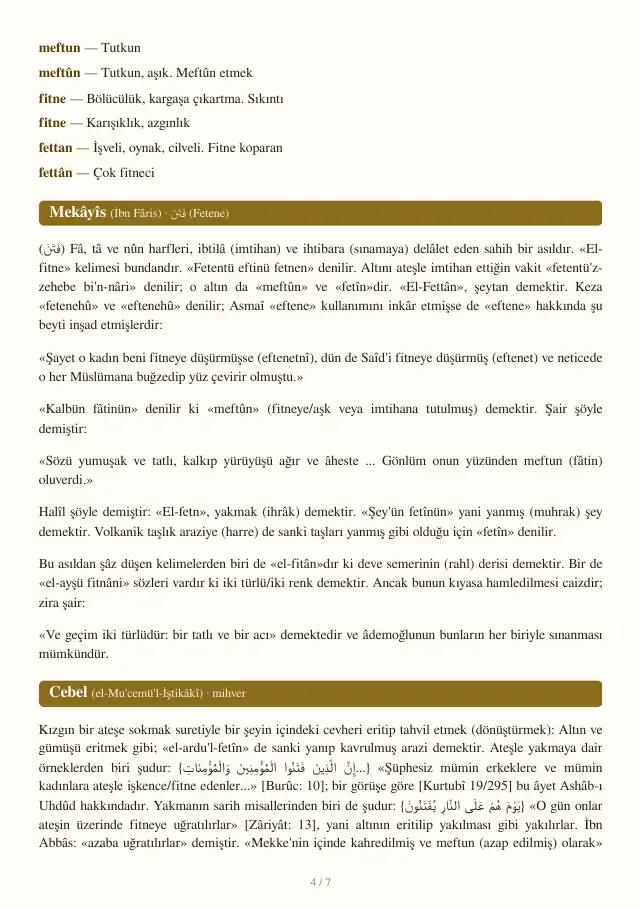 meftun — Tutkun
meftûn — Tutkun, aşık. Meftûn etmek
fitne — Bölücülük, kargaşa çıkartma. Sıkıntı
fitne — Karışıklık, azgınlık
fettan — İşveli, oynak, cilveli. Fitne koparan
fettân — Çok fitneci
Mekâyîs (İbn Fâris) · فَتَنَ (Fetene)
(فَتَنَ) Fâ, tâ ve nûn harfleri, ibtilâ (imtihan) ve ihtibara (sınamaya) delâlet eden sahih bir asıldır. «El-
fitne» kelimesi bundandır. «Fetentü eftinü fetnen» denilir. Altını ateşle imtihan ettiğin vakit «fetentü'z-
zehebe bi'n-nâri» denilir; o altın da «meftûn» ve «fetîn»dir. «El-Fettân», şeytan demektir. Keza
«fetenehû» ve «eftenehû» denilir; Asmaî «eftene» kullanımını inkâr etmişse de «eftene» hakkında şu
beyti inşad etmişlerdir:
«Şayet o kadın beni fitneye düşürmüşse (eftenetnî), dün de Saîd'i fitneye düşürmüş (eftenet) ve neticede
o her Müslümana buğzedip yüz çevirir olmuştu.»
«Kalbün fâtinün» denilir ki «meftûn» (fitneye/aşk veya imtihana tutulmuş) demektir. Şair şöyle
demiştir:
«Sözü yumuşak ve tatlı, kalkıp yürüyüşü ağır ve âheste ... Gönlüm onun yüzünden meftun (fâtin)
oluverdi.»
Halîl şöyle demiştir: «El-fetn», yakmak (ihrâk) demektir. «Şey'ün fetînün» yani yanmış (muhrak) şey
demektir. Volkanik taşlık araziye (harre) de sanki taşları yanmış gibi olduğu için «fetîn» denilir.
Bu asıldan şâz düşen kelimelerden biri de «el-fitân»dır ki deve semerinin (rahl) derisi demektir. Bir de
«el-ayşü fitnâni» sözleri vardır ki iki türlü/iki renk demektir. Ancak bunun kıyasa hamledilmesi caizdir;
zira şair:
«Ve geçim iki türlüdür: bir tatlı ve bir acı» demektedir ve âdemoğlunun bunların her biriyle sınanması
mümkündür.
Cebel (el-Mu'cemü'l-İştikâkî) · mihver
Kızgın bir ateşe sokmak suretiyle bir şeyin içindeki cevheri eritip tahvil etmek (dönüştürmek): Altın ve
gümüşü eritmek gibi; «el-ardu'l-fetîn» de sanki yanıp kavrulmuş arazi demektir. Ateşle yakmaya dair
örneklerden biri şudur: {إِنَّ الَّذِينَ فَتَنُوا الْمُؤْمِنِينَ وَالْمُؤْمِنَاتِ...} «Şüphesiz mümin erkeklere ve mümin
kadınlara ateşle işkence/fitne edenler...» [Burûc: 10]; bir görüşe göre [Kurtubî 19/295] bu âyet Ashâb-ı
Uhdûd hakkındadır. Yakmanın sarih misallerinden biri de şudur: {يَوْمَ هُمْ عَلَى النَّارِ يُفْتَنُونَ} «O gün onlar
ateşin üzerinde fitneye uğratılırlar» [Zâriyât: 13], yani altının eritilip yakılması gibi yakılırlar. İbn
Abbâs: «azaba uğratılırlar» demiştir. «Mekke'nin içinde kahredilmiş ve meftun (azap edilmiş) olarak»
4 / 7